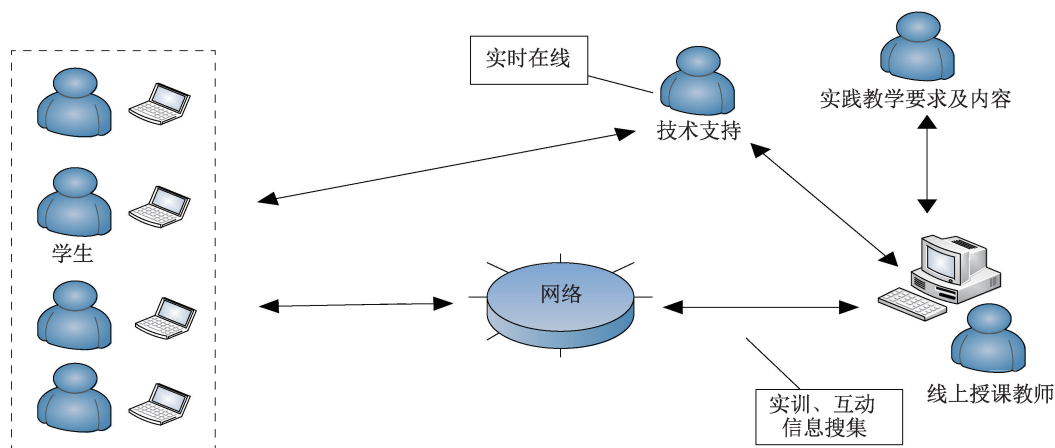 实时在线
实践教学要求及内容
技术支持
学生
网络
线上授课教师
实训、互动
信息搜集